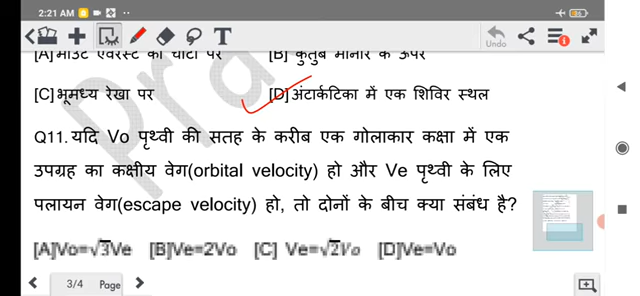 2:21 AM
Undo
[A]माउंट एवरेस्ट की चोटी पर [B] कुतुब मीनार के ऊपर
[C]भूमध्य रेखा पर [D]अंटार्कटिका में एक शिविर स्थल
Q11. यदि Vo पृथ्वी की सतह के करीब एक गोलाकार कक्षा में एक
उपग्रह का कक्षीय वेग(orbital velocity) हो और Ve पृथ्वी के लिए
पलायन वेग(escape velocity) हो, तो दोनों के बीच क्या संबंध है?
[A]Vo=√3Ve [B]Ve=2Vo [C] Ve=√2Vo [D]Ve=Vo
3/4 Page